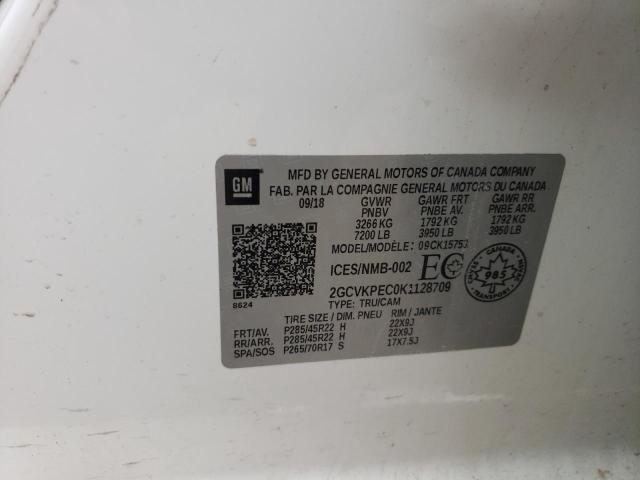 GM
MFD BY GENERAL MOTORS OF CANADA COMPANY
FAB. PAR LA COMPAGNIE GENERAL MOTORS DU CANADA
09/18 GVWR GAWR FRT GAWR RR
PNBV PNBE AV. PNBE ARR.
3266 KG 1792 KG 1792 KG
7200 LB 3950 LB 3950 LB
MODEL/MODÈLE: 09CK15753
ICES/NMB-002 EC
CANADA
985
2GCVKPEC0K1128709
8624
TYPE: TRU/CAM
TIRE SIZE / DIM. PNEU RIM / JANTE
FRT/AV. P285/45R22 H 22X9J
RR/ARR. P285/45R22 H 22X9J
SPA/SOS P265/70R17 S 17X7.5J